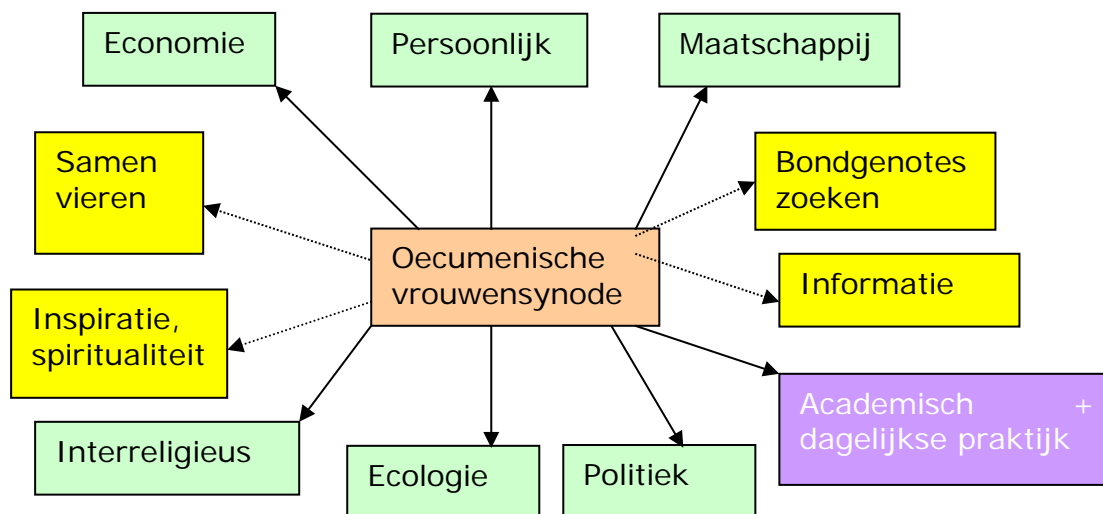 Economie
Persoonlijk
Maatschappij
Samen
vieren
Bondgenotes
zoeken
Oecumenische
vrouwensynode
Informatie
Inspiratie,
spiritualiteit
Academisch +
dagelijkse praktijk
Interreligieus
Ecologie
Politiek